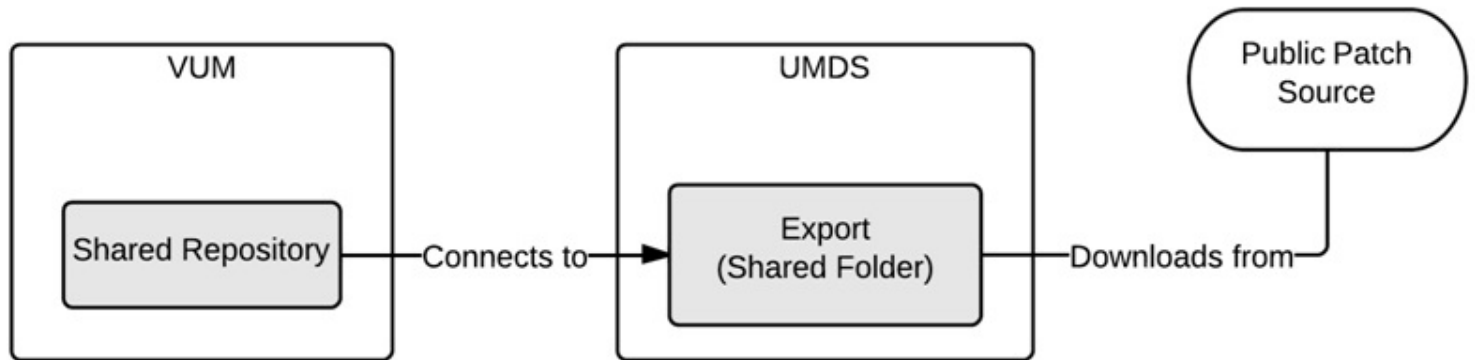 VUM
Shared Repository
Connects to
UMDS
Export
(Shared Folder)
Downloads from
Public Patch
Source